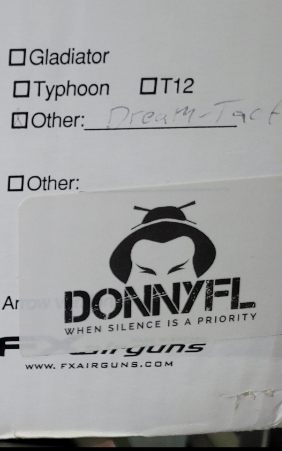 Gladiator
Typhoon T12
Other: Dream-Tact
Other:
DONNYFL
WHEN SILENCE IS A PRIORITY
FX airguns
WWW.FXAIRGUNS.COM